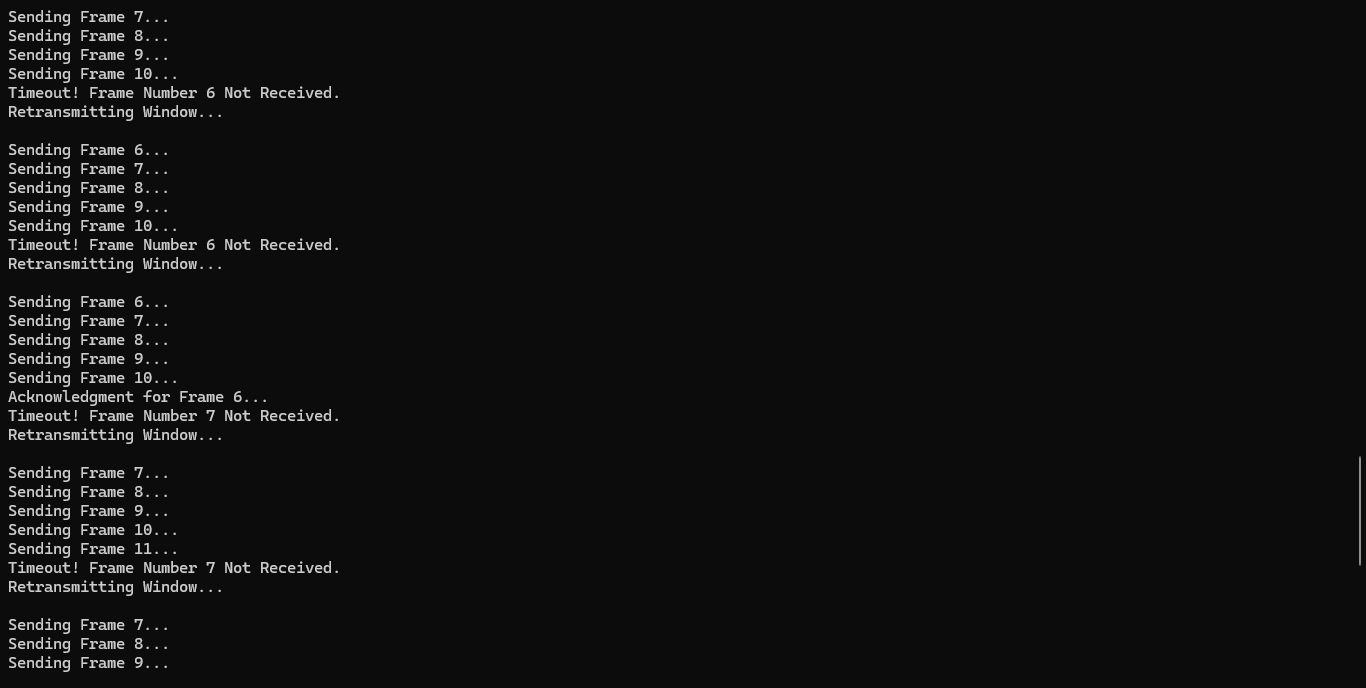 Sending Frame 7...
Sending Frame 8...
Sending Frame 9...
Sending Frame 10...
Timeout! Frame Number 6 Not Received.
Retransmitting Window...

Sending Frame 6...
Sending Frame 7...
Sending Frame 8...
Sending Frame 9...
Sending Frame 10...
Timeout! Frame Number 6 Not Received.
Retransmitting Window...

Sending Frame 6...
Sending Frame 7...
Sending Frame 8...
Sending Frame 9...
Sending Frame 10...
Acknowledgment for Frame 6...
Timeout! Frame Number 7 Not Received.
Retransmitting Window...

Sending Frame 7...
Sending Frame 8...
Sending Frame 9...
Sending Frame 10...
Sending Frame 11...
Timeout! Frame Number 7 Not Received.
Retransmitting Window...

Sending Frame 7...
Sending Frame 8...
Sending Frame 9...